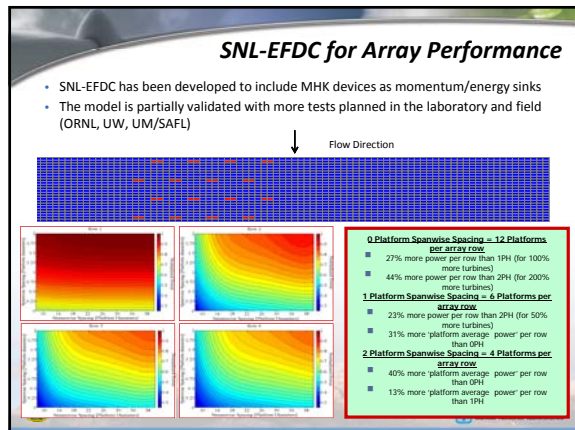 SNL-EFDC for Array Performance
• SNL-EFDC has been developed to include MHK devices as momentum/energy sinks
• The model is partially validated with more tests planned in the laboratory and field
(ORNL, UW, UM/SAFL)
Flow Direction
0 Platform Spanwise Spacing = 12 Platforms
per array row
27% more power per row than 1PH (for 100%
more turbines)
44% more power per row than 2PH (for 200%
more turbines)
1 Platform Spanwise Spacing = 6 Platforms per
array row
23% more power per row than 2PH (for 50%
more turbines)
31% more 'platform average power' per row
than 0PH
2 Platform Spanwise Spacing = 4 Platforms per
array row
40% more 'platform average power' per row
than 0PH
13% more 'platform average power' per row
than 1PH